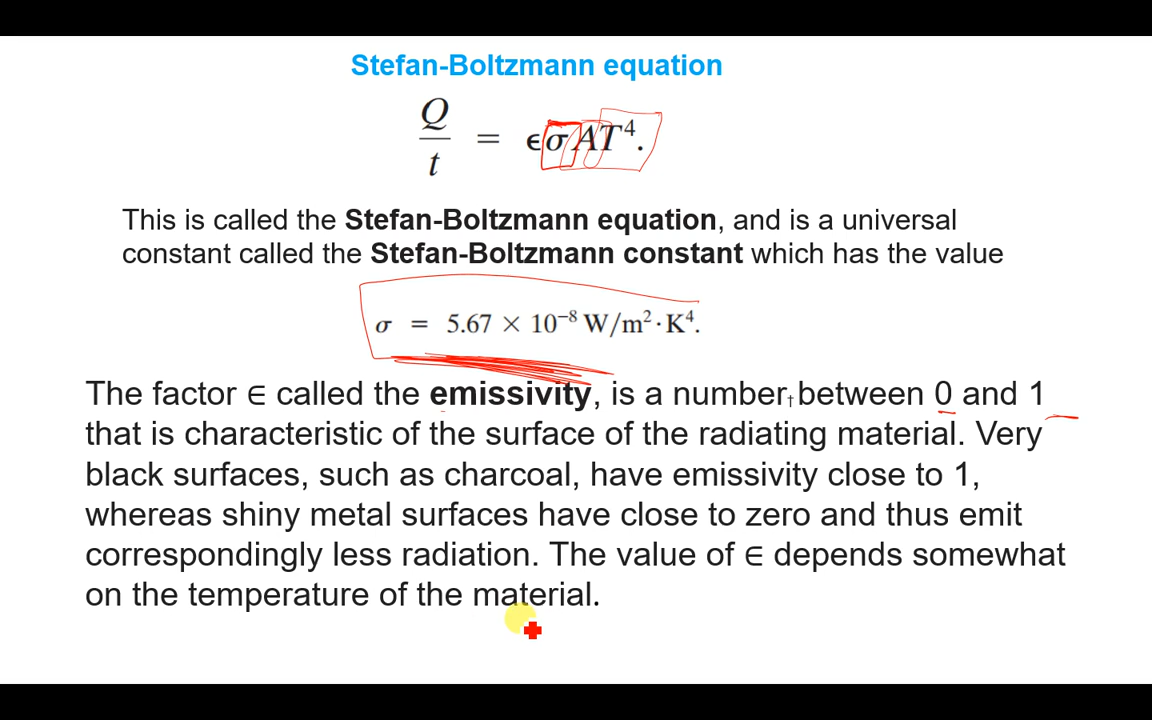 Stefan-Boltzmann equation
Q/t = ϵσAT⁴.
This is called the Stefan-Boltzmann equation, and is a universal
constant called the Stefan-Boltzmann constant which has the value
σ = 5.67 × 10⁻⁸ W/m²·K⁴.
The factor ∈ called the emissivity, is a number,† between 0 and 1
that is characteristic of the surface of the radiating material. Very
black surfaces, such as charcoal, have emissivity close to 1,
whereas shiny metal surfaces have close to zero and thus emit
correspondingly less radiation. The value of ∈ depends somewhat
on the temperature of the material.